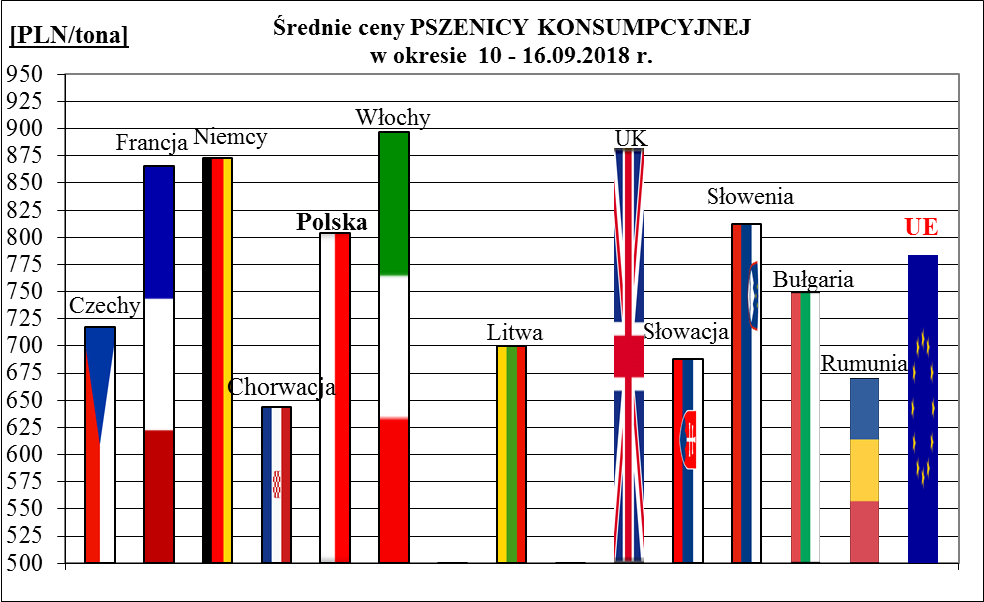 Średnie ceny PSZENICY KONSUMPCYJNEJ
w okresie 10 - 16.09.2018 r.
[PLN/tona]
950
925
900
875
850
825
800
775
750
725
700
675
650
625
600
575
550
525
500
Czechy
Francja
Niemcy
Chorwacja
Polska
Włochy
Litwa
UK
Słowacja
Słowenia
Bułgaria
Rumunia
UE